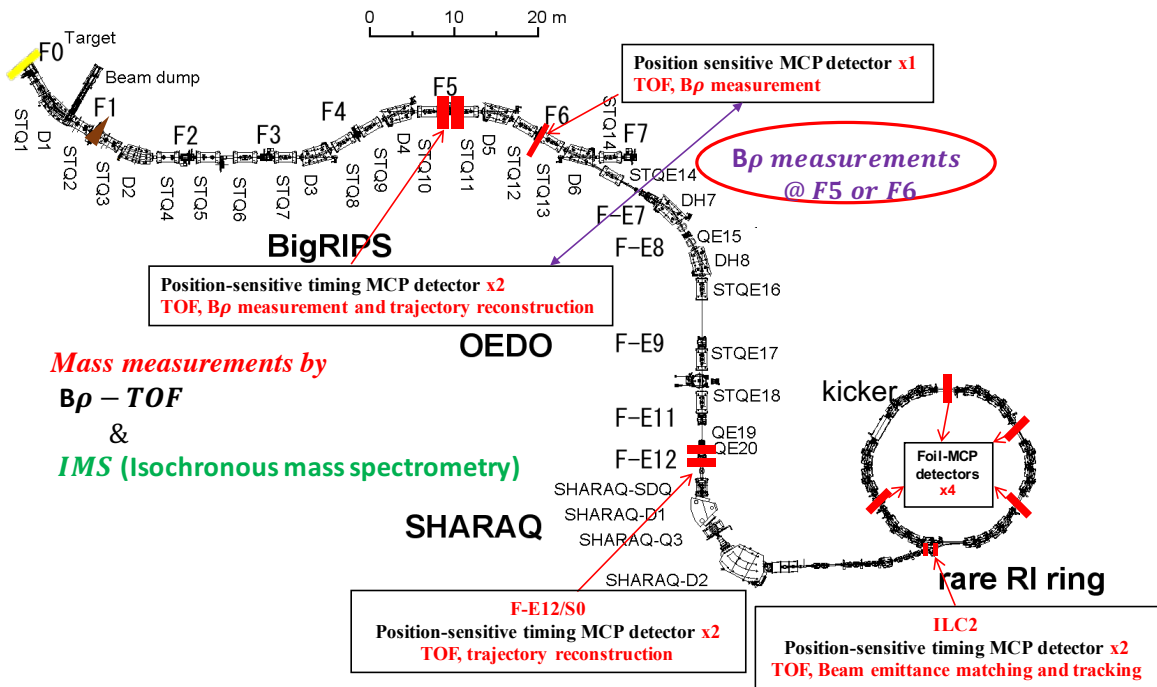 0 10 20 m
F0
Target
Beam dump
STQ1
D1
STQ2
F1
STQ3
D2
F2
STQ4
STQ5
STQ6
F3
STQ7
D3
F4
STQ8
STQ9
D4
STQ10
F5
STQ11
D5
STQ12
F6
STQ13
D6
STQ14
F7
STQE14
Position sensitive MCP detector x1
TOF, Bρ measurement
Bρ measurements
@ F5 or F6
BigRIPS
Position-sensitive timing MCP detector x2
TOF, Bρ measurement and trajectory reconstruction
F-E7
DH7
QE15
F-E8
DH8
STQE16
OEDO
F-E9
STQE17
STQE18
F-E11
QE19
QE20
F-E12
Mass measurements by
Bρ − TOF
&
IMS (Isochronous mass spectrometry)
kicker
Foil-MCP
detectors
x4
SHARAQ-SDQ
SHARAQ
SHARAQ-D1
SHARAQ-Q3
SHARAQ-D2
rare RI ring
F-E12/S0
Position-sensitive timing MCP detector x2
TOF, trajectory reconstruction
ILC2
Position-sensitive timing MCP detector x2
TOF, Beam emittance matching and tracking